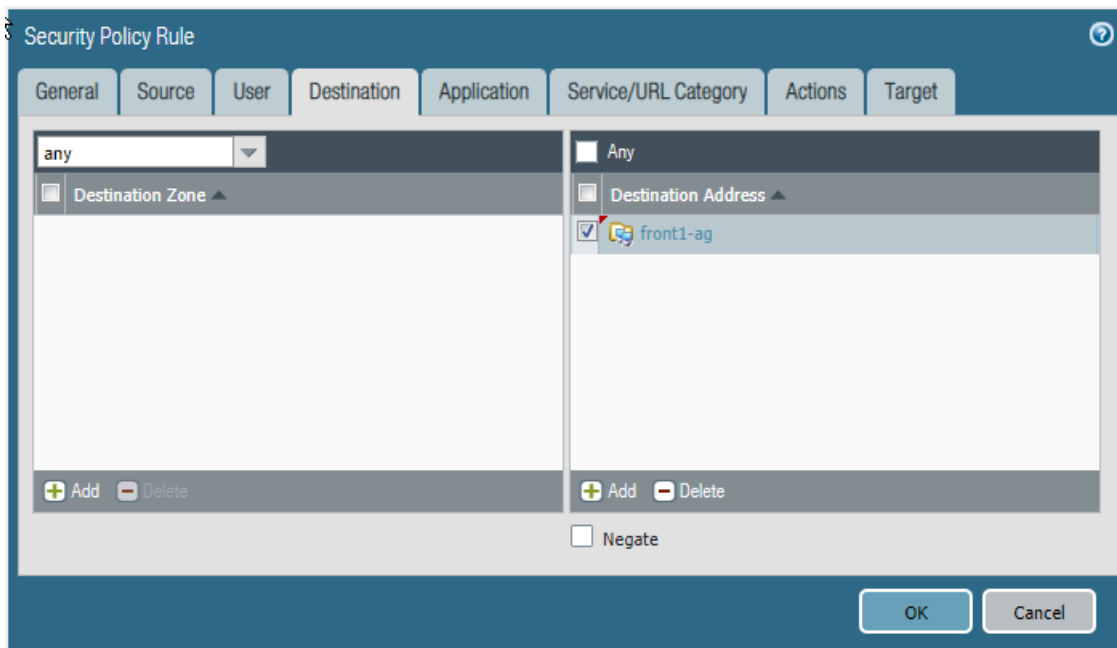 Security Policy Rule
General Source User Destination Application Service/URL Category Actions Target
any
Any
Destination Zone
Destination Address
front1-ag
Add Delete
Add Delete
Negate
OK Cancel